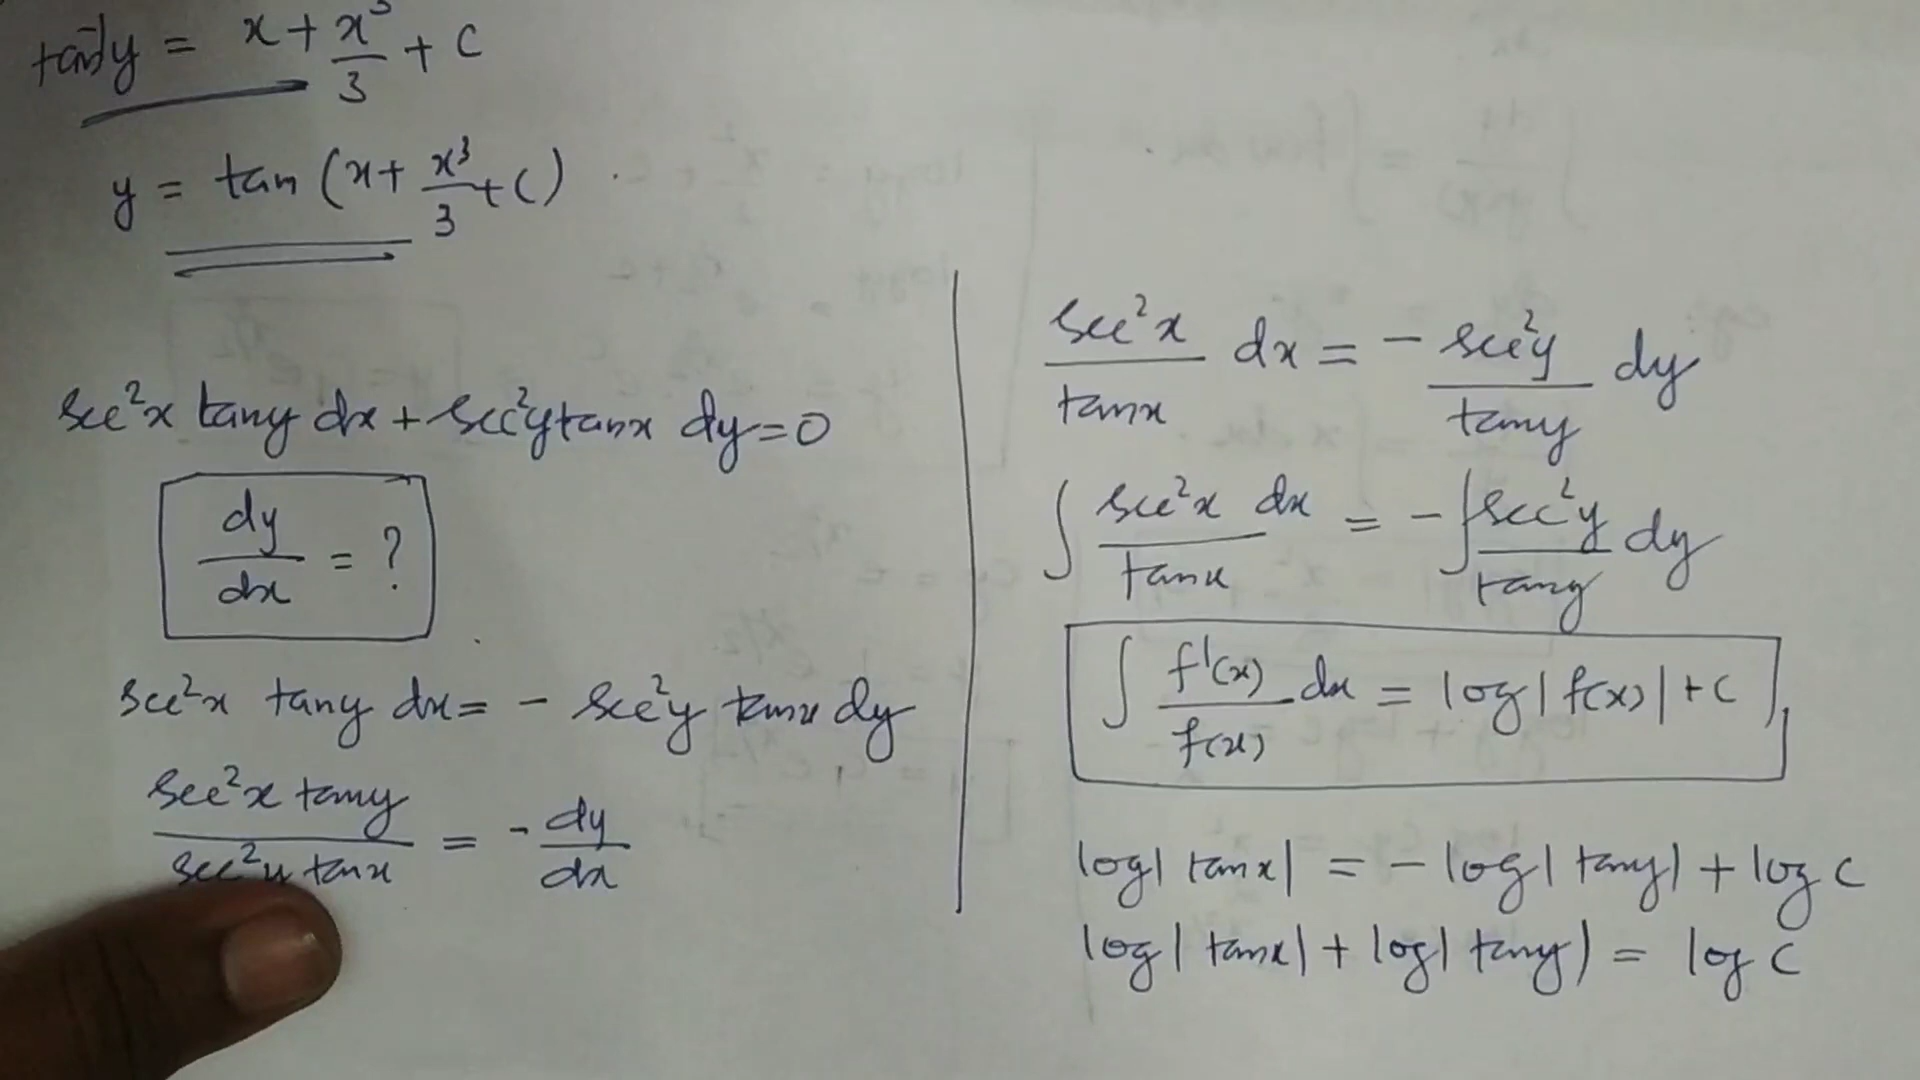 tan⁻¹y = x + x³/3 + C
y = tan (x + x³/3 + C)
sec²x tany dx + sec²y tanx dy = 0
dy/dx = ?
sec²x tany dx = - sec²y tanx dy
sec²x tany / sec²y tanx = - dy/dx
sec²x/tanx dx = - sec²y/tany dy
∫ sec²x dx/tanx = - ∫ sec²y/tany dy
∫ f'(x)/f(x) dx = log|f(x)| + C
log|tanx| = - log|tany| + log C
log|tanx| + log|tany| = log C